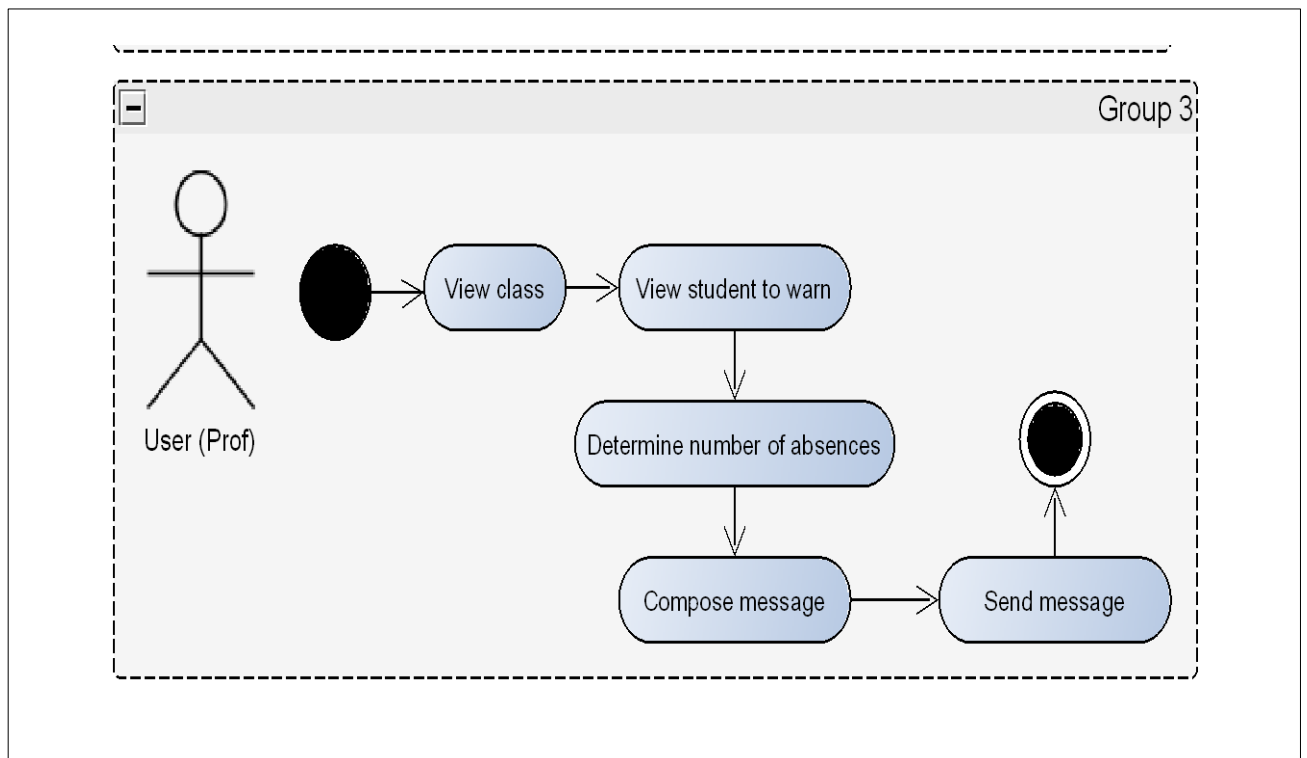 Group 3
User (Prof)
View class
View student to warn
Determine number of absences
Compose message
Send message